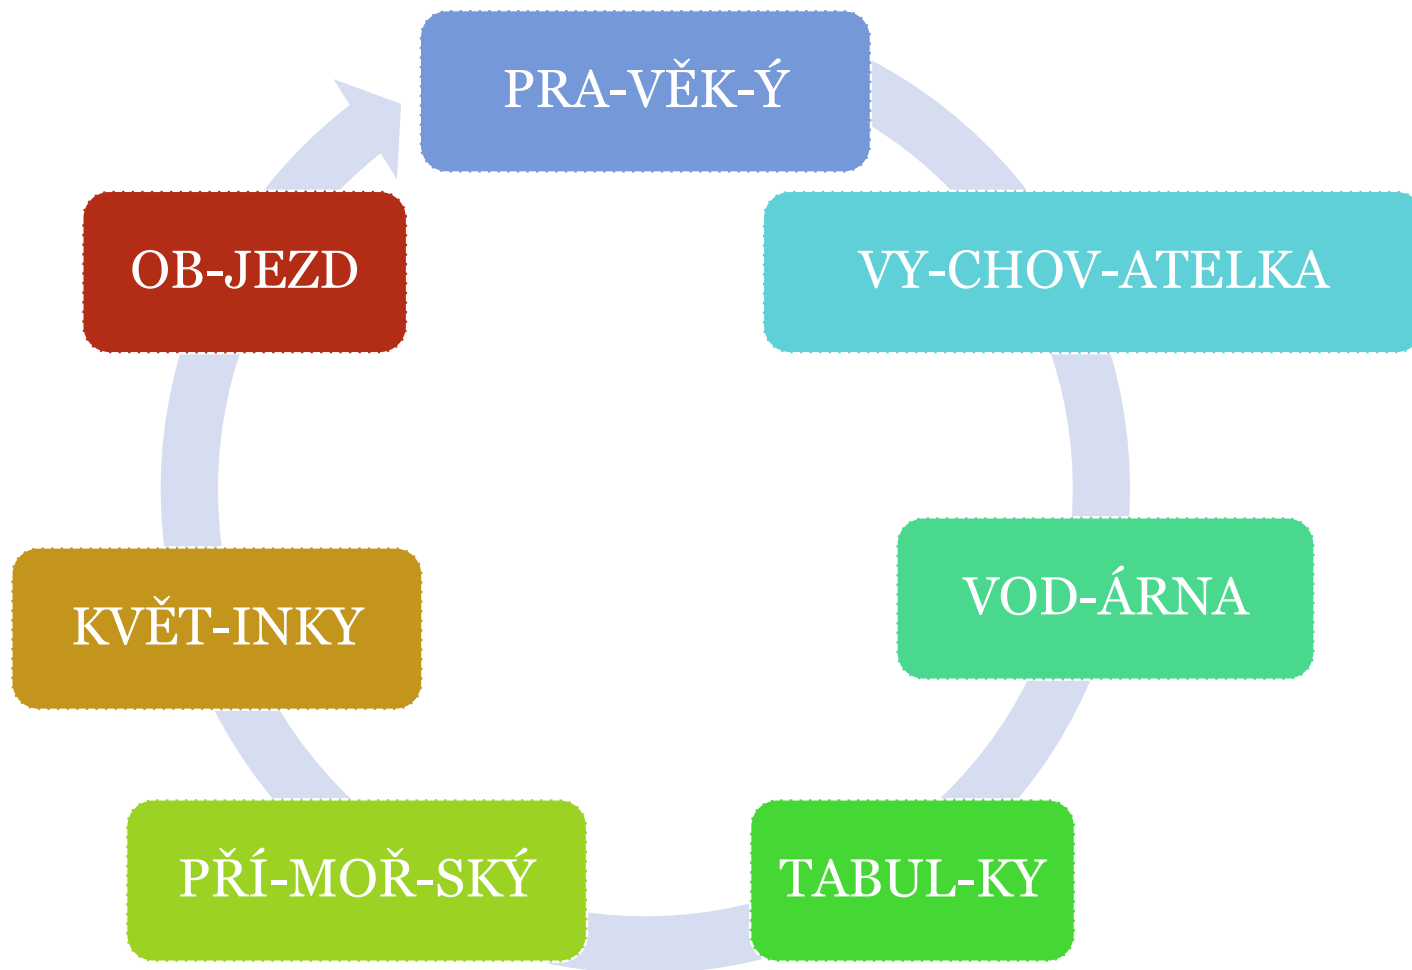 PRA-VĚK-Ý
VY-CHOV-ATELKA
VOD-ÁRNA
TABUL-KY
PŘÍ-MOŘ-SKÝ
KVĚT-INKY
OB-JEZD